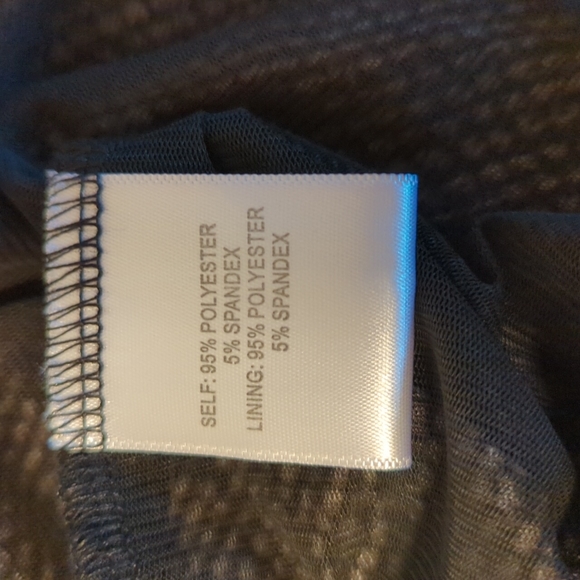 SELF: 95% POLYESTER
5% SPANDEX
LINING: 95% POLYESTER
5% SPANDEX